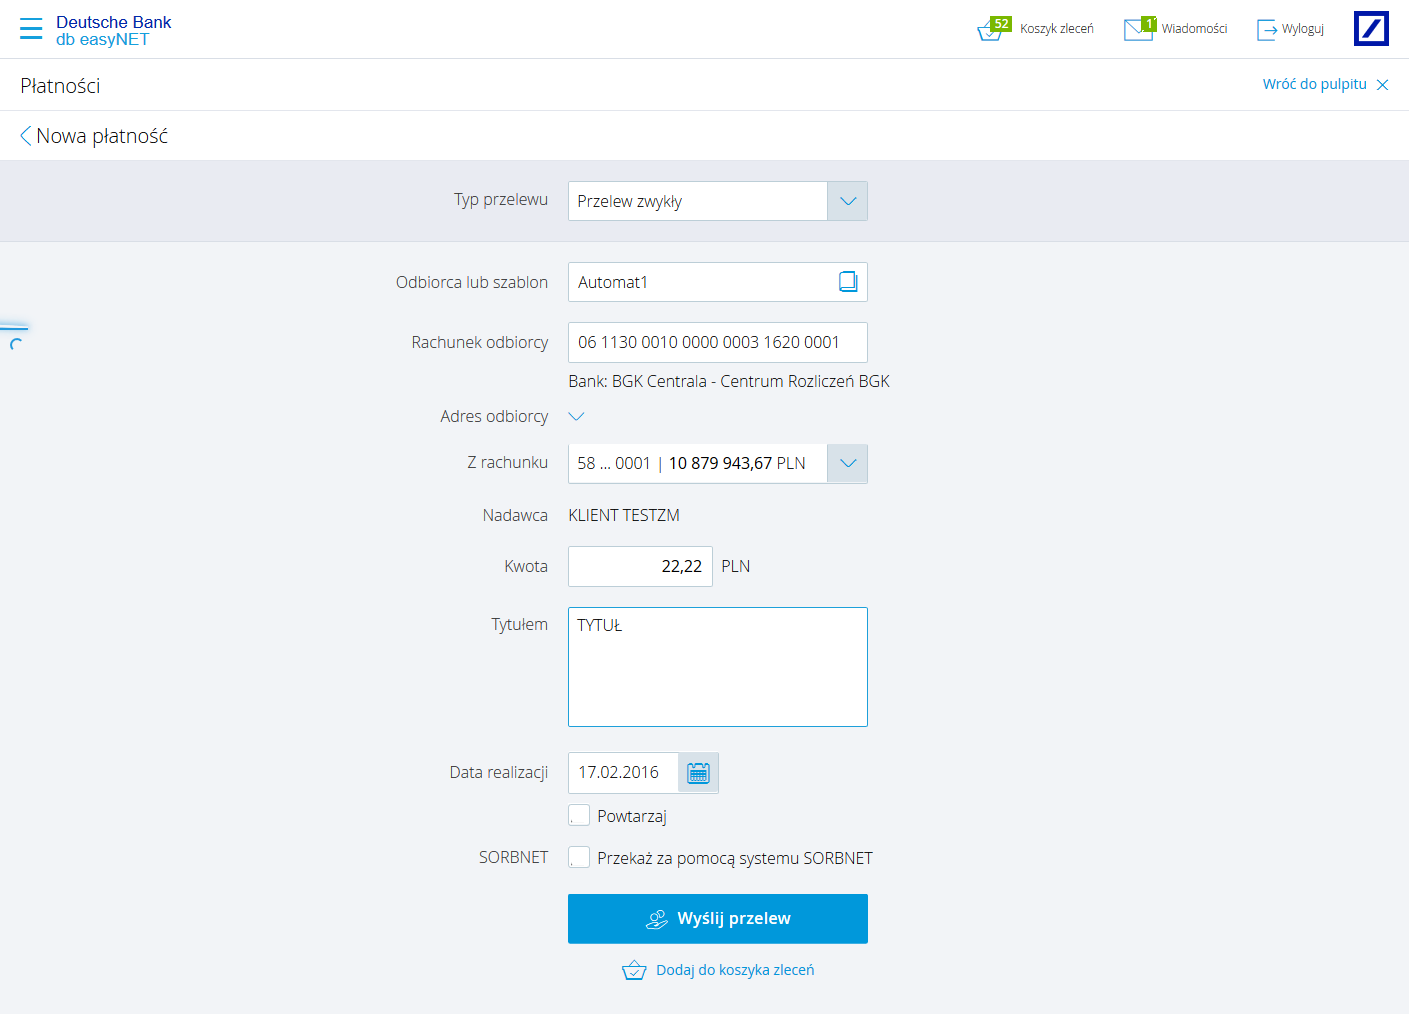 Deutsche Bank
db easyNET
52
Koszyk zleceń
1
Wiadomości
Wyloguj
Płatności
Wróć do pulpitu
Nowa płatność
Typ przelewu
Przelew zwykły
Odbiorca lub szablon
Automat1
Rachunek odbiorcy
06 1130 0010 0000 0003 1620 0001
Bank: BGK Centrala - Centrum Rozliczeń BGK
Adres odbiorcy
Z rachunku
58 ... 0001 | 10 879 943,67 PLN
Nadawca
KLIENT TESTZM
Kwota
22,22
PLN
Tytułem
TYTUŁ
Data realizacji
17.02.2016
Powtarzaj
SORBNET
Przekaż za pomocą systemu SORBNET
Wyślij przelew
Dodaj do koszyka zleceń